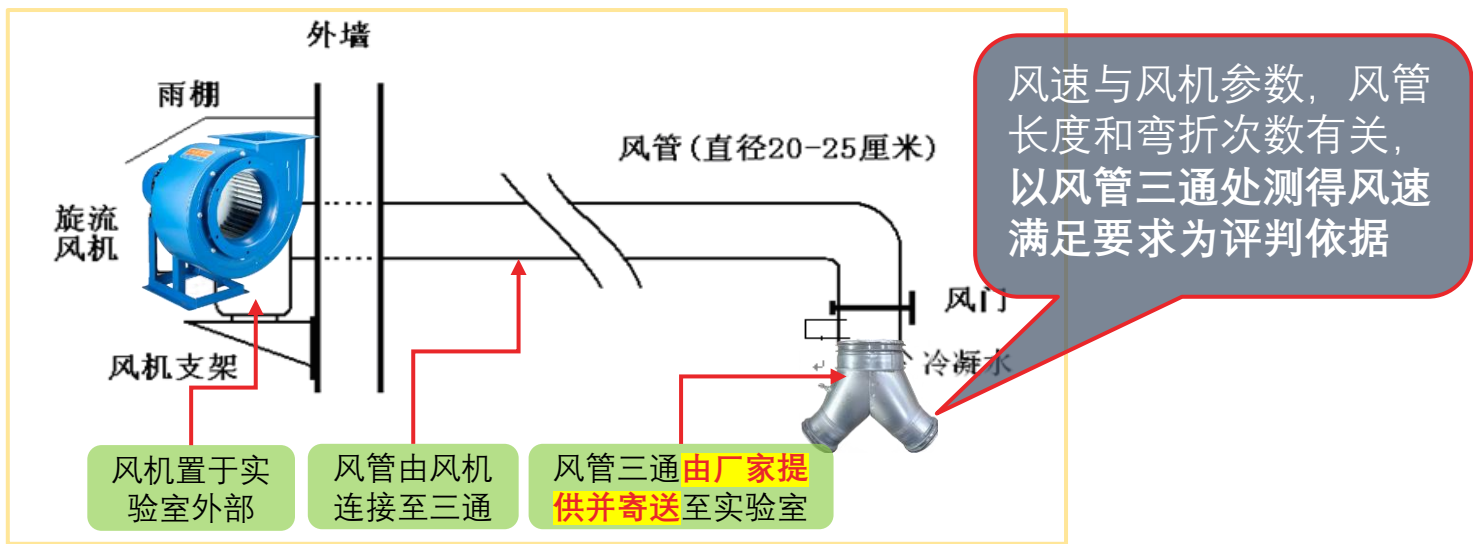 外墙
雨棚
旋流
风机
风管(直径20-25厘米)
风速与风机参数，风管
长度和弯折次数有关，
以风管三通处测得风速
满足要求为评判依据
风门
冷凝水
风机支架
风机置于实
验室外部
风管由风机
连接至三通
风管三通由厂家提
供并寄送至实验室